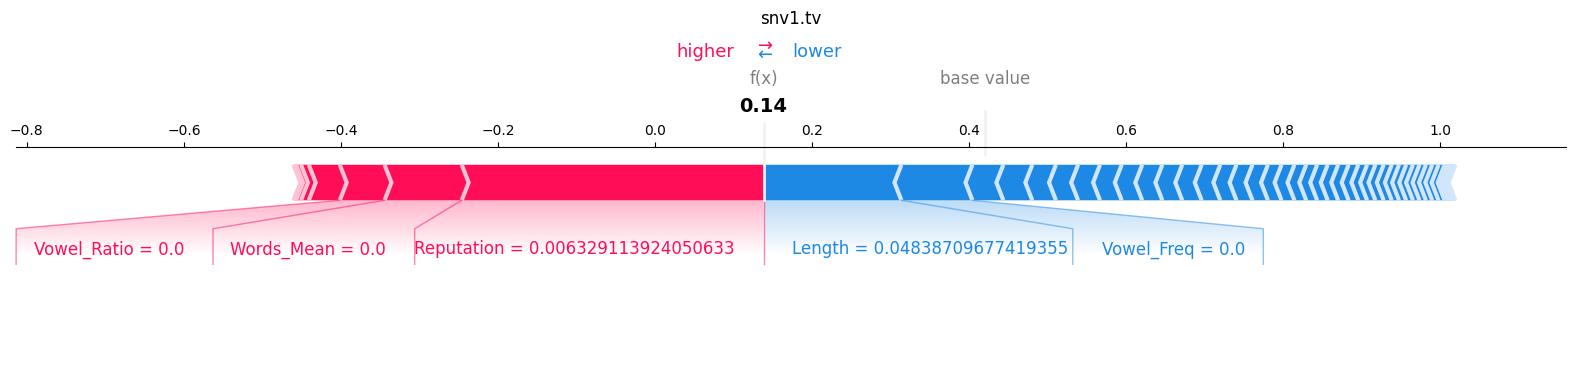 snv1.tv
higher ⇄ lower
f(x) base value
0.14
−0.8 −0.6 −0.4 −0.2 0.0 0.2 0.4 0.6 0.8 1.0
Vowel_Ratio = 0.0 Words_Mean = 0.0 Reputation = 0.006329113924050633 Length = 0.04838709677419355 Vowel_Freq = 0.0